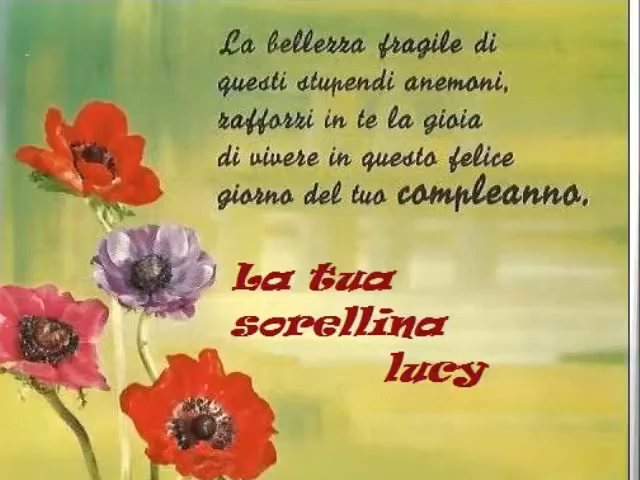 La bellezza fragile di
questi stupendi anemoni,
rafforzi in te la gioia
di vivere in questo felice
giorno del tuo compleanno.
La tua
sorellina
lucy